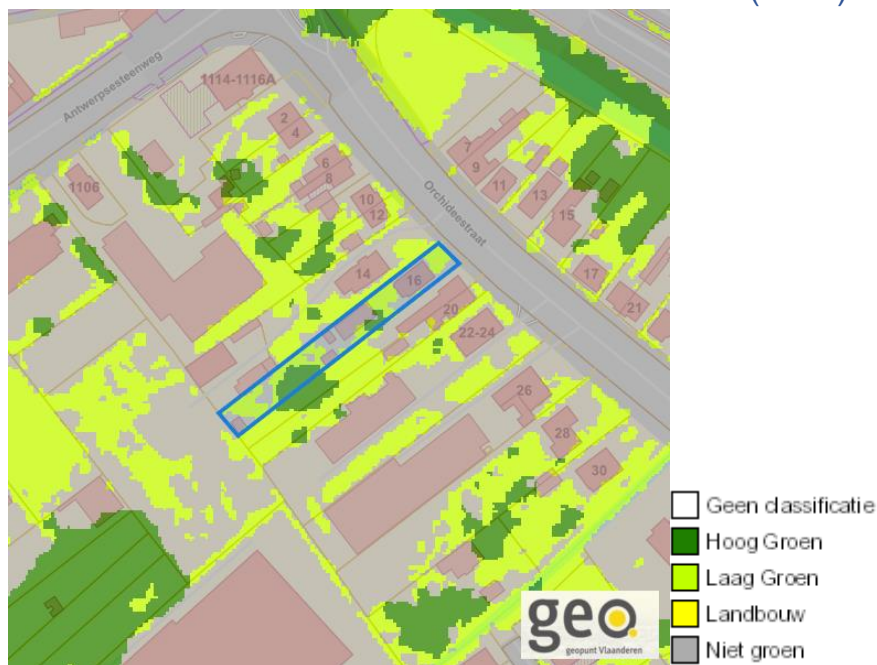 Antwerpsesteenweg
1114-1116A
2
4
6
8
10
12
1106
14
16
20
22-24
26
28
30
Orchideestraat
7
9
11
13
15
17
21
geo.
geopunt Vlaanderen
Geen classificatie
Hoog Groen
Laag Groen
Landbouw
Niet groen